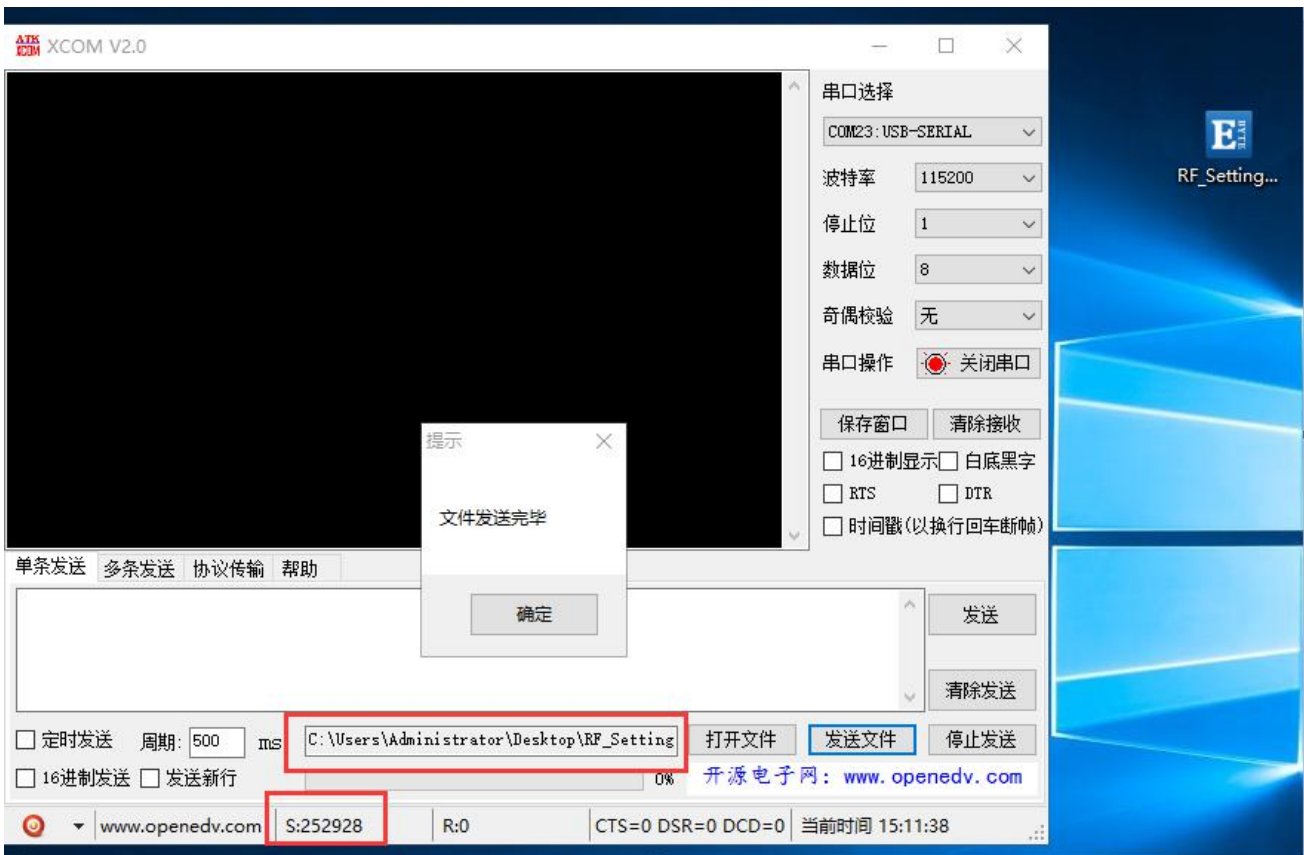 ATK
XCOM
XCOM V2.0
串口选择
COM23:USB-SERIAL
波特率 115200
停止位 1
数据位 8
奇偶校验 无
串口操作 关闭串口
保存窗口 清除接收
16进制显示 白底黑字
RTS DTR
时间戳(以换行回车断帧)
E BYTE
RF_Setting...
提示
文件发送完毕
确定
单条发送 多条发送 协议传输 帮助
发送
清除发送
定时发送 周期: 500 ms C:\Users\Administrator\Desktop\RF_Setting 打开文件 发送文件 停止发送
16进制发送 发送新行 0% 开源电子网: www.openedv.com
www.openedv.com S:252928 R:0 CTS=0 DSR=0 DCD=0 当前时间 15:11:38